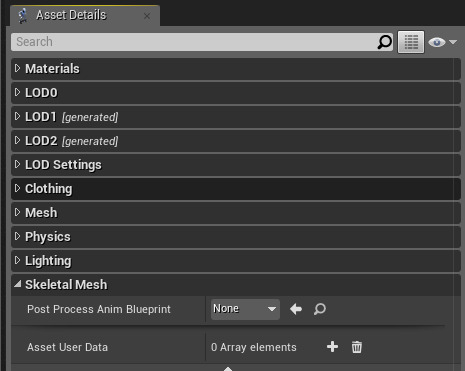 Asset Details
Search
Materials
LOD0
LOD1 [generated]
LOD2 [generated]
LOD Settings
Clothing
Mesh
Physics
Lighting
Skeletal Mesh
Post Process Anim Blueprint None
Asset User Data 0 Array elements